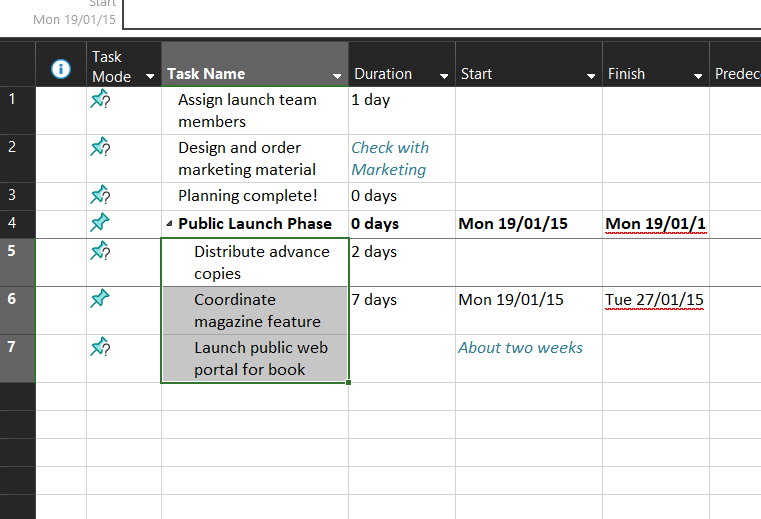 Start
Mon 19/01/15
Task Mode
Task Name
Duration
Start
Finish
Predec
1
Assign launch team
members
1 day
2
Design and order
marketing material
Check with
Marketing
3
Planning complete!
0 days
4
Public Launch Phase
0 days
Mon 19/01/15
Mon 19/01/1
5
Distribute advance
copies
2 days
6
Coordinate
magazine feature
7 days
Mon 19/01/15
Tue 27/01/15
7
Launch public web
portal for book
About two weeks